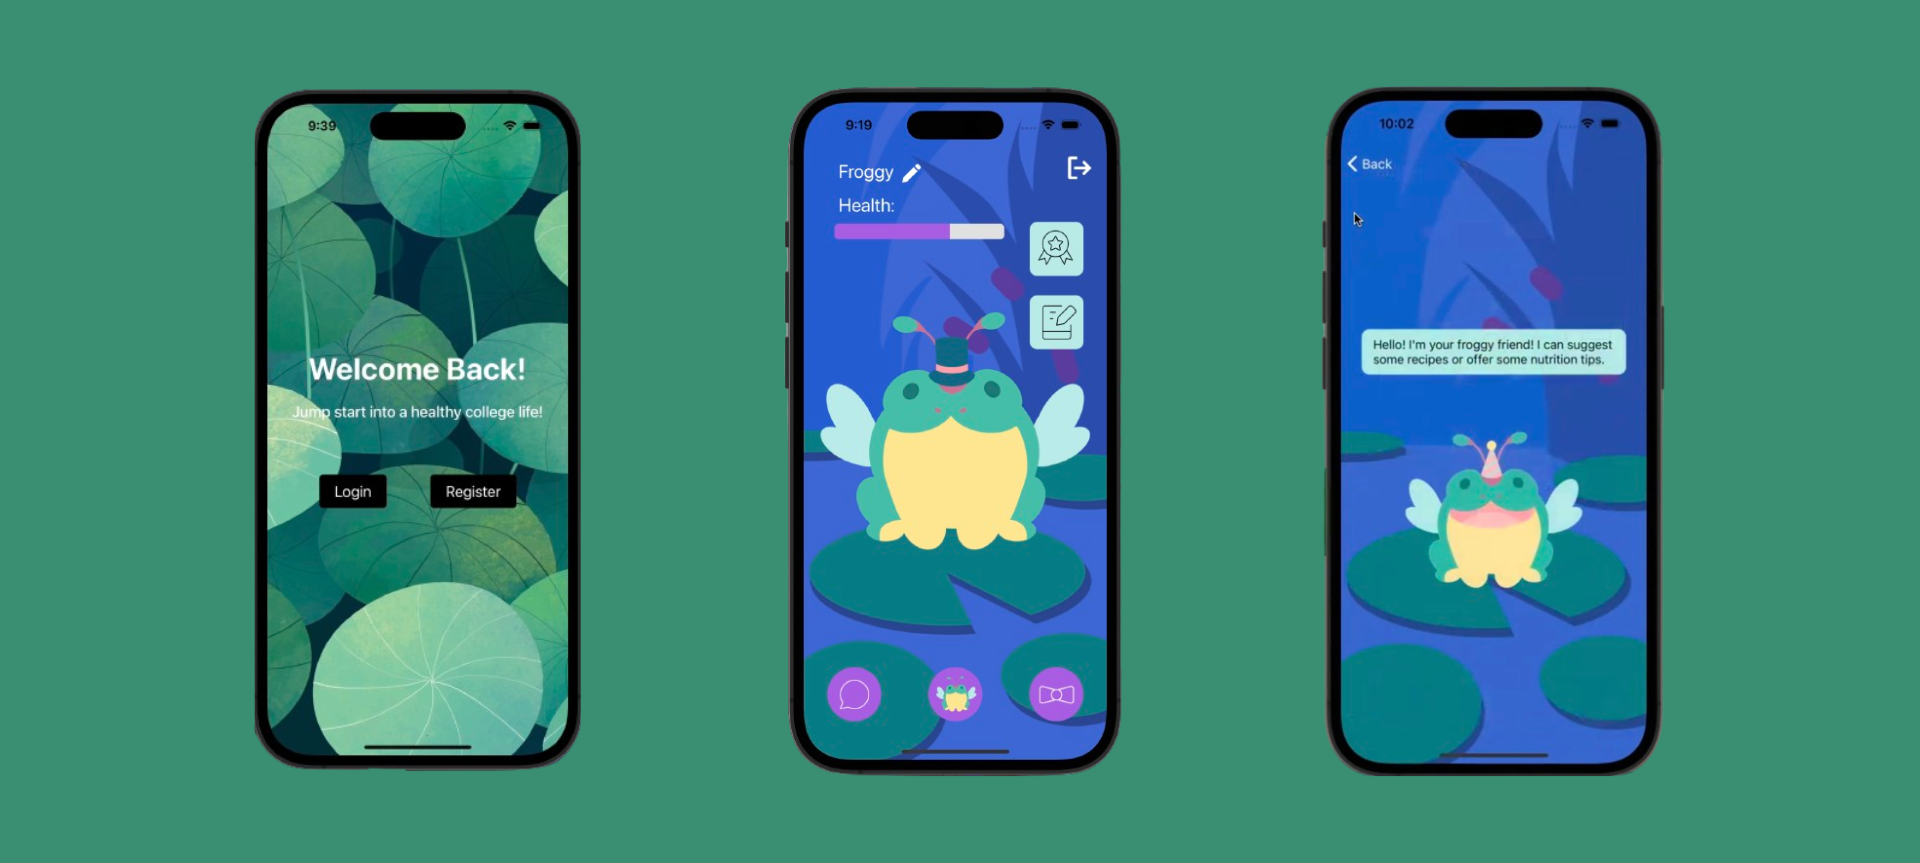 9:39
Welcome Back!
Jump start into a healthy college life!
Login
Register
9:19
Froggy
Health:
10:02
Back
Hello! I'm your froggy friend! I can suggest
some recipes or offer some nutrition tips.